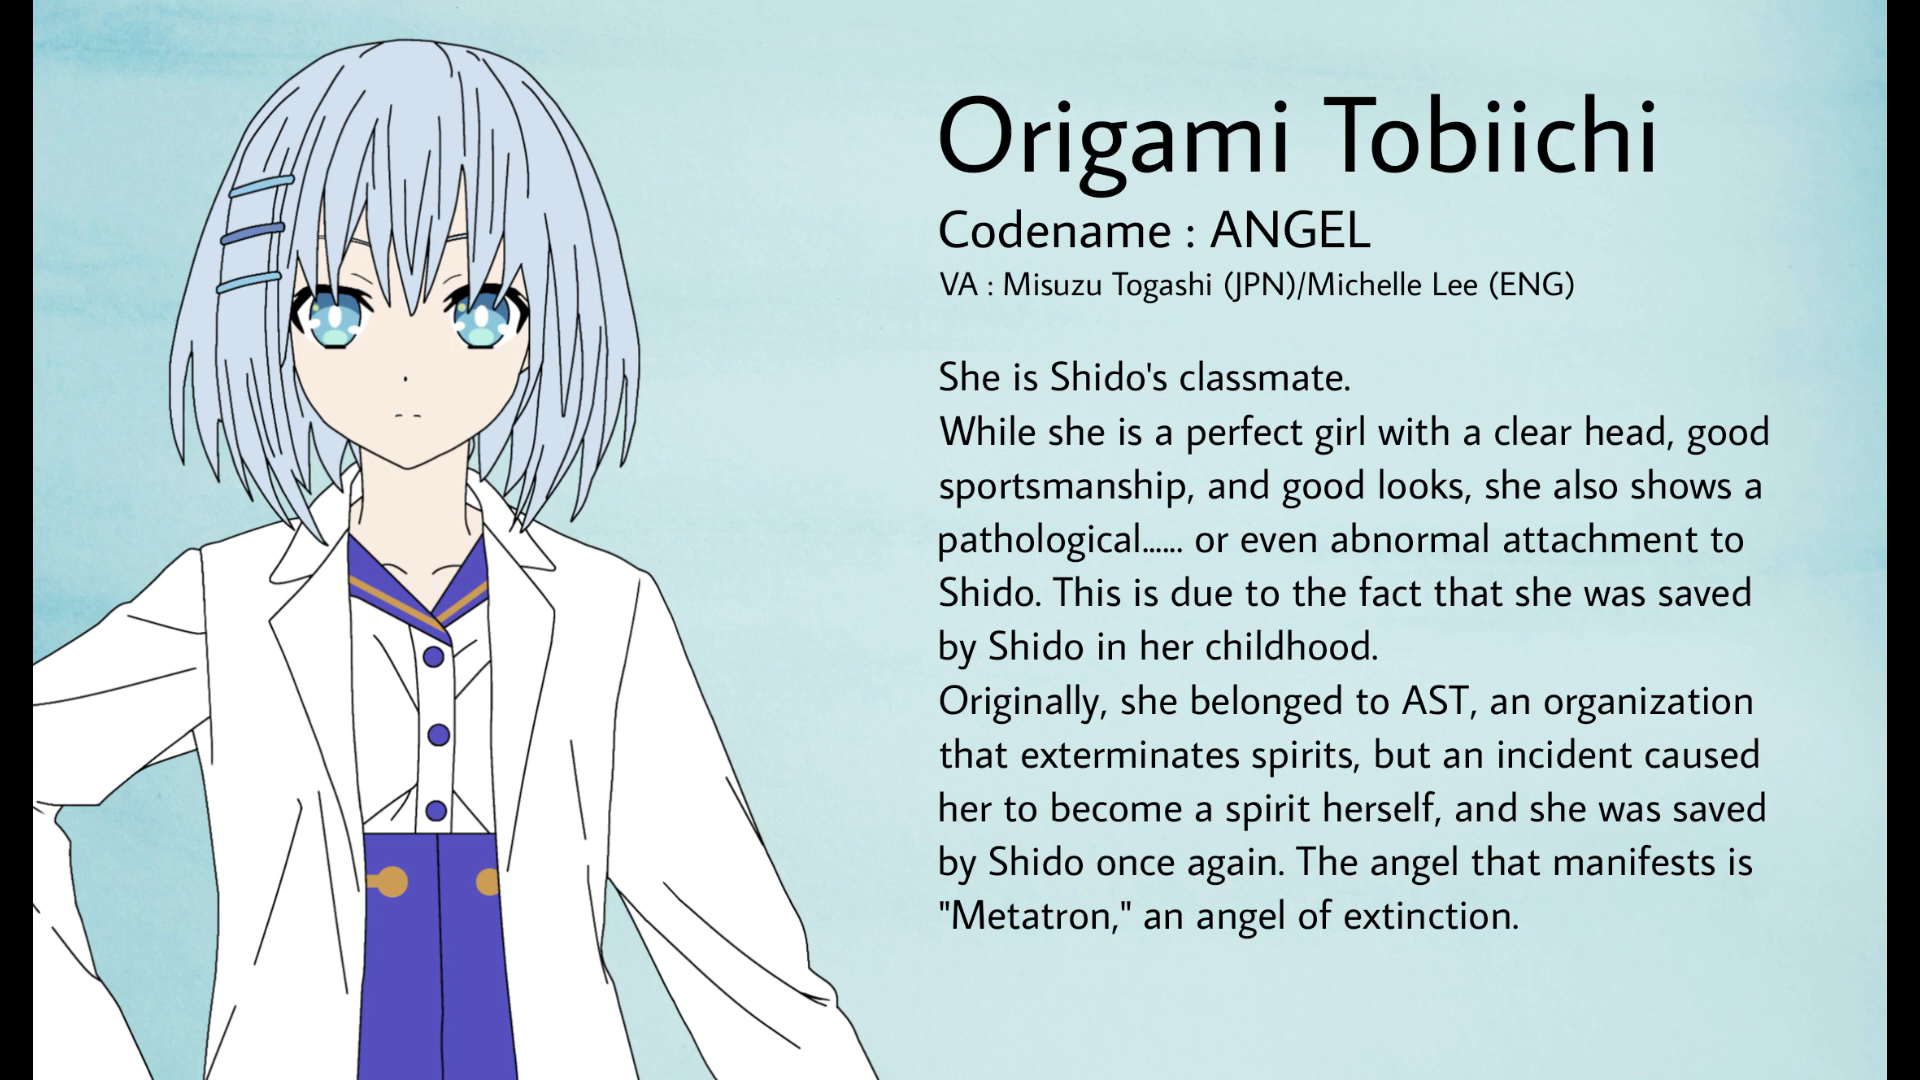 Origami Tobiichi
Codename : ANGEL
VA : Misuzu Togashi (JPN)/Michelle Lee (ENG)
She is Shido's classmate.
While she is a perfect girl with a clear head, good
sportsmanship, and good looks, she also shows a
pathological...... or even abnormal attachment to
Shido. This is due to the fact that she was saved
by Shido in her childhood.
Originally, she belonged to AST, an organization
that exterminates spirits, but an incident caused
her to become a spirit herself, and she was saved
by Shido once again. The angel that manifests is
"Metatron," an angel of extinction.